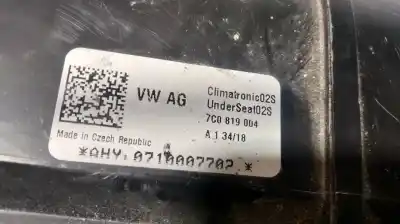 VW AG
Climatronic02S
UnderSeat02S
7C0 819 004
A 1 34/18
Made in Czech Republic
*AHY 0710007702*